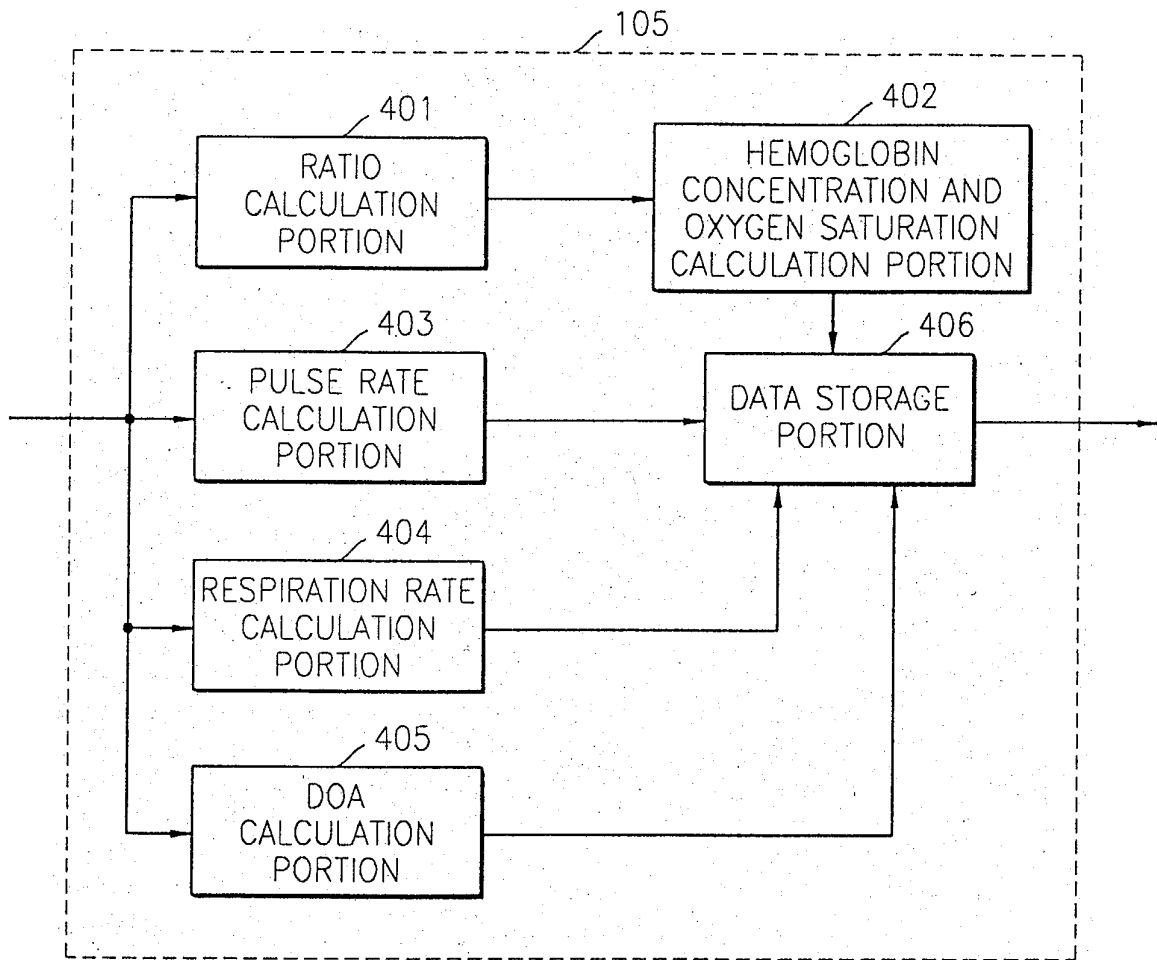 105
401
RATIO
CALCULATION
PORTION
402
HEMOGLOBIN
CONCENTRATION AND
OXYGEN SATURATION
CALCULATION PORTION
403
PULSE RATE
CALCULATION
PORTION
406
DATA STORAGE
PORTION
404
RESPIRATION RATE
CALCULATION
PORTION
405
DOA
CALCULATION
PORTION